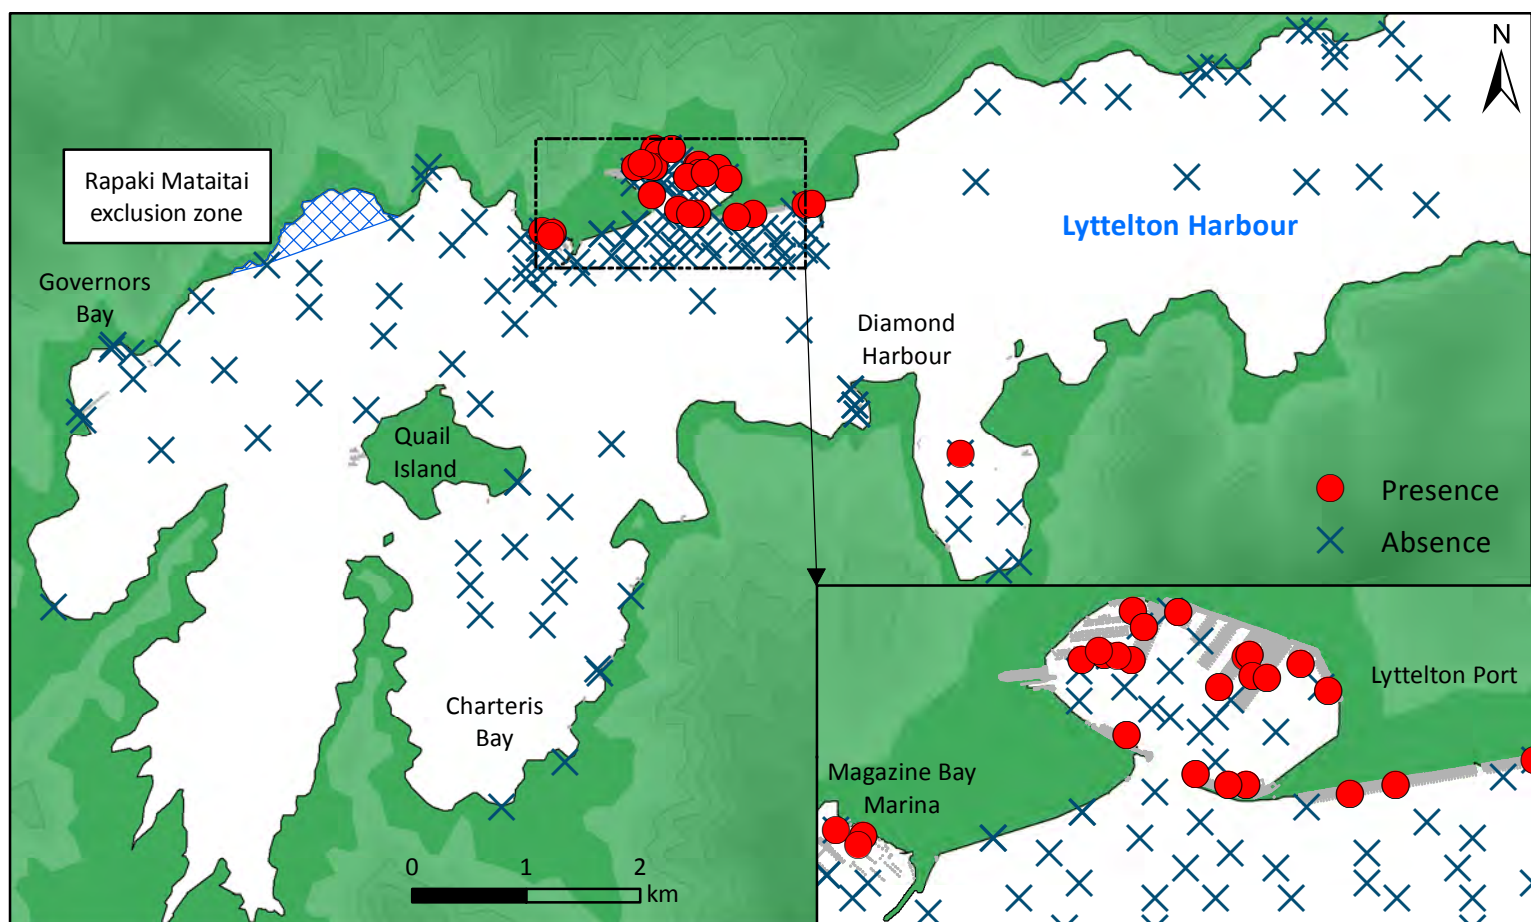 N
Rapaki Mataitai
exclusion zone
Lyttelton Harbour
Governors
Bay
Diamond
Harbour
Quail
Island
Presence
Absence
Charteris
Bay
Lyttelton Port
Magazine Bay
Marina
0 1 2
km